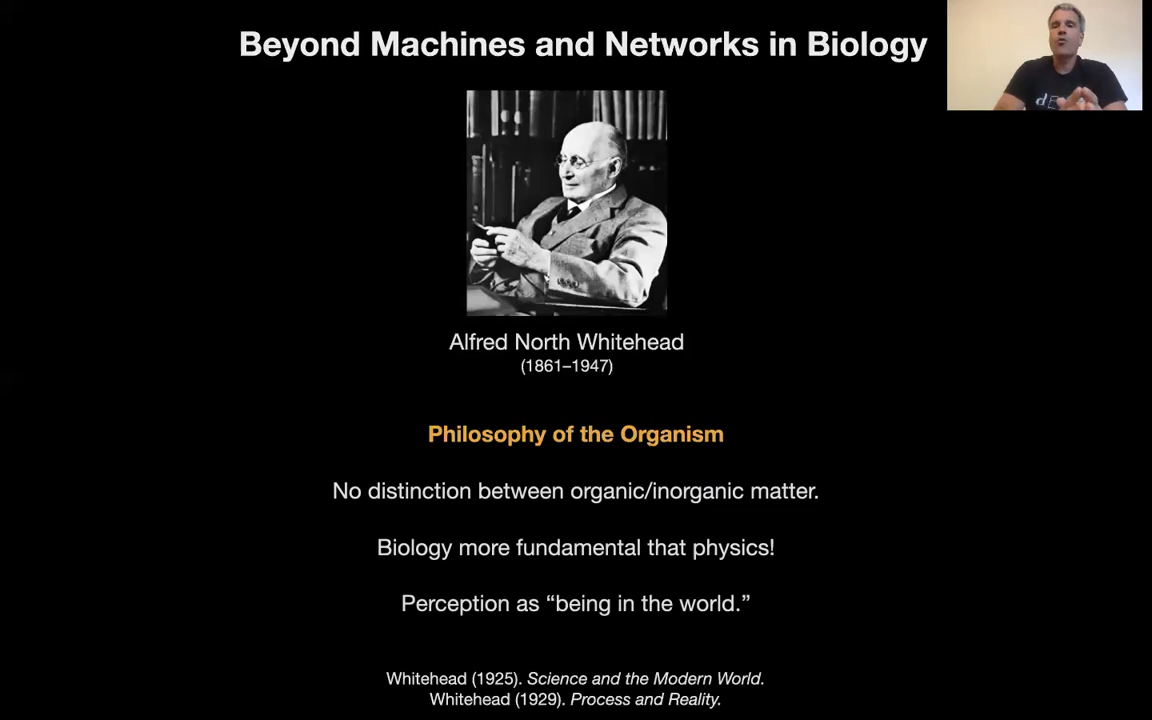 Beyond Machines and Networks in Biology
Alfred North Whitehead
(1861–1947)
Philosophy of the Organism
No distinction between organic/inorganic matter.
Biology more fundamental that physics!
Perception as “being in the world.”
Whitehead (1925). Science and the Modern World.
Whitehead (1929). Process and Reality.